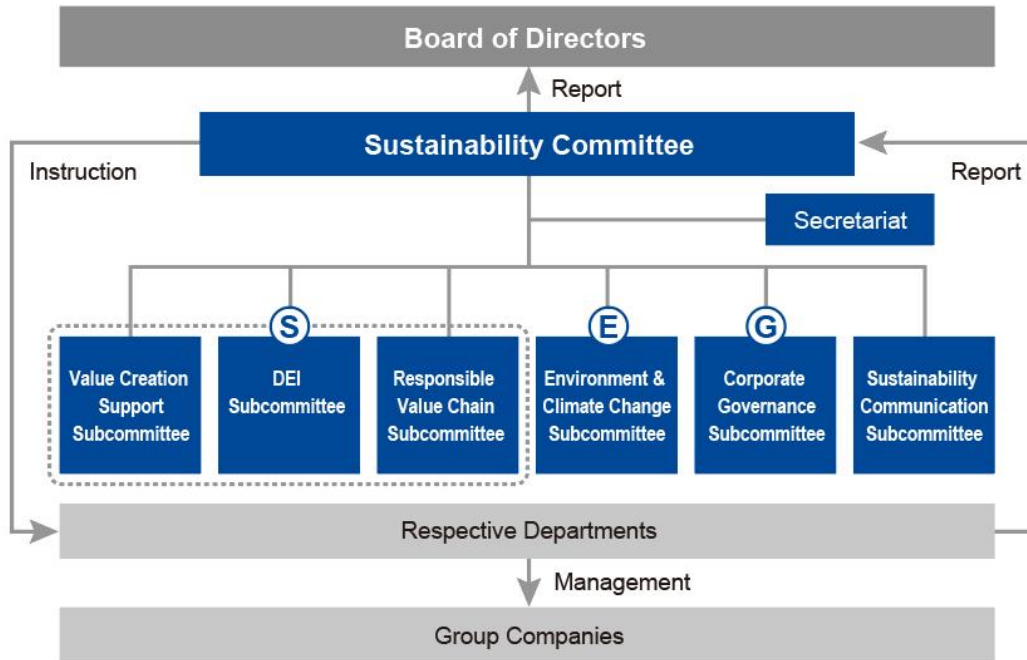 Board of Directors
Report
Sustainability Committee
Instruction
Report
Secretariat
S
E
G
Value Creation
Support
Subcommittee
DEI
Subcommittee
Responsible
Value Chain
Subcommittee
Environment &
Climate Change
Subcommittee
Corporate
Governance
Subcommittee
Sustainability
Communication
Subcommittee
Respective Departments
Management
Group Companies